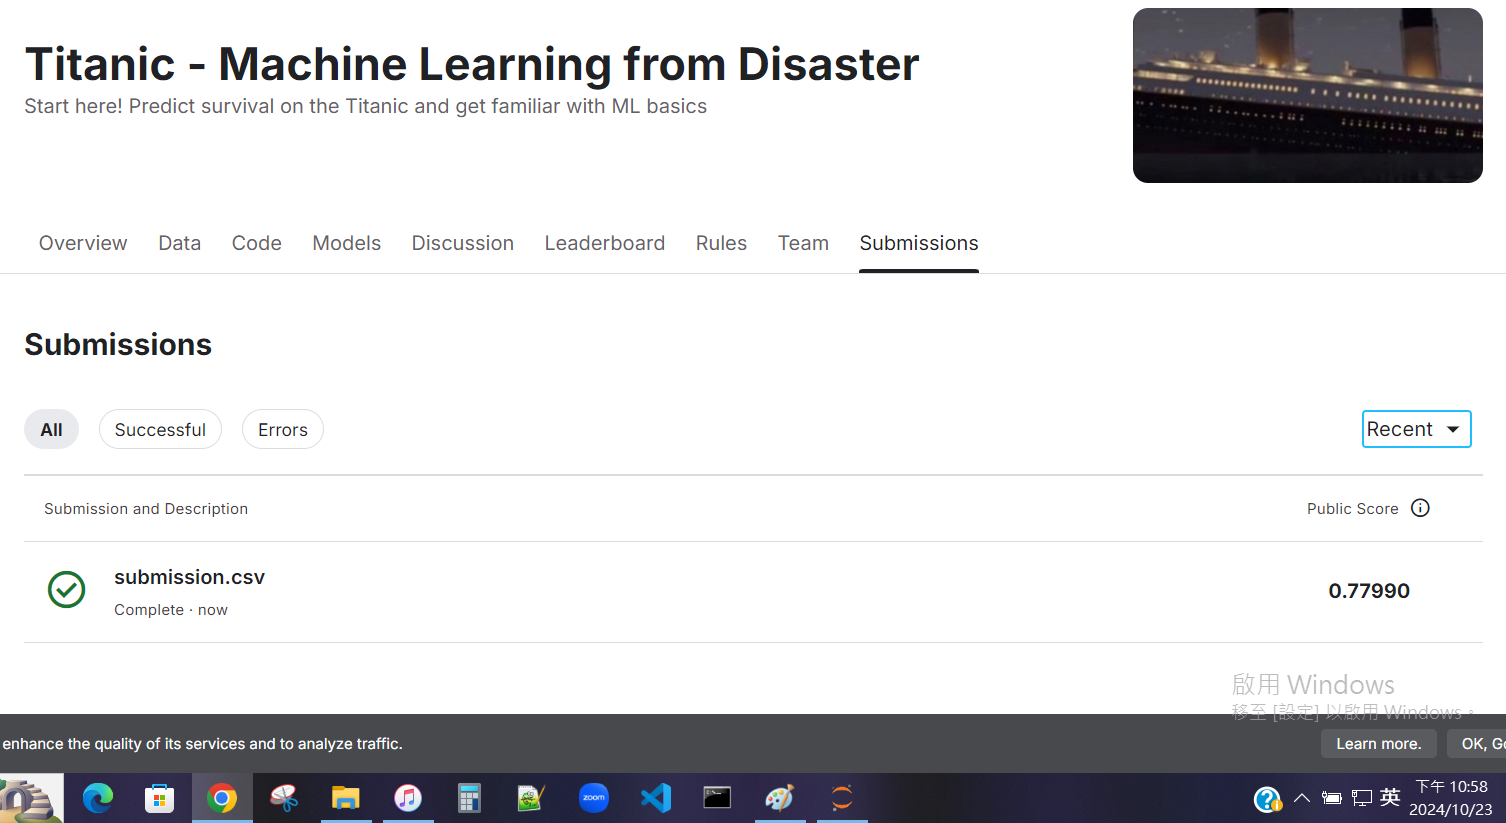 Titanic - Machine Learning from Disaster
Start here! Predict survival on the Titanic and get familiar with ML basics
Overview Data Code Models Discussion Leaderboard Rules Team Submissions
Submissions
All Successful Errors Recent
Submission and Description Public Score
submission.csv
Complete · now
0.77990
啟用 Windows
移至 [設定] 以啟用 Windows。
enhance the quality of its services and to analyze traffic.
Learn more. OK, Go
zoom
英
下午 10:58
2024/10/23